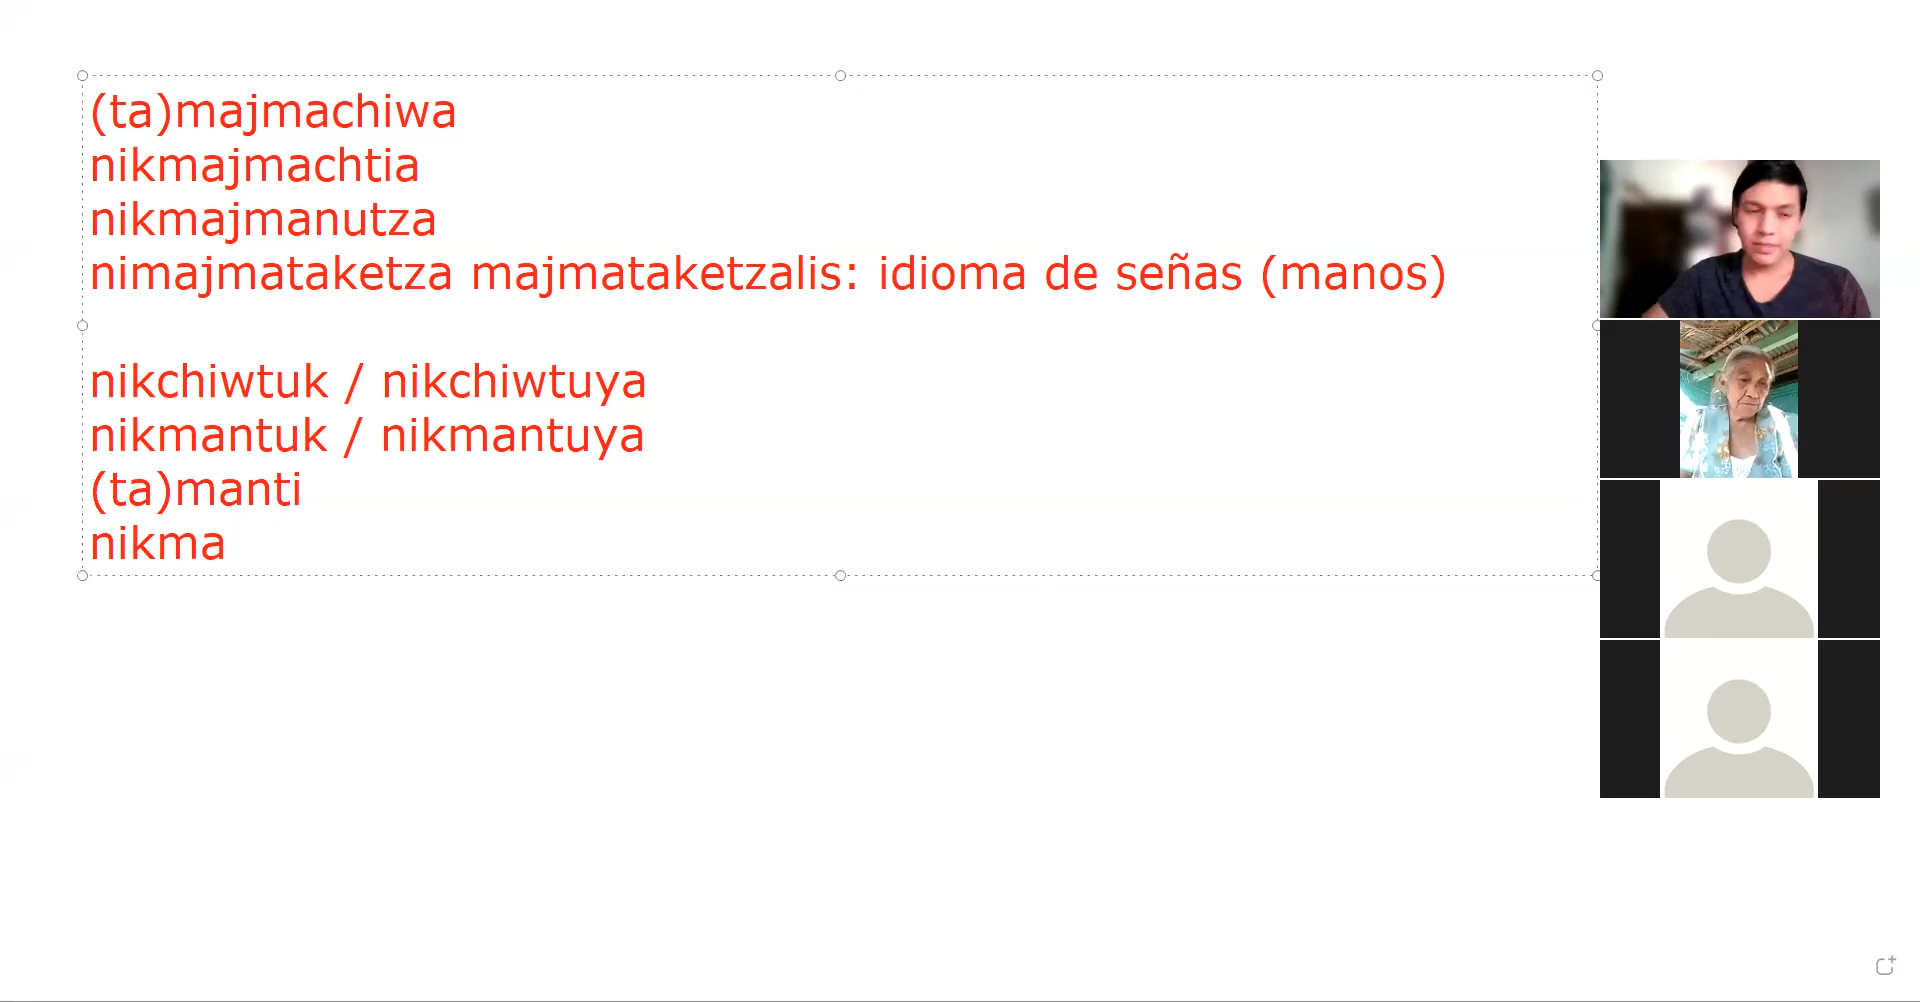 (ta)majmachiwa
nikmajmachtia
nikmajmanutza
nimajmataketza majmataketzalis: idioma de señas (manos)
nikchiwtuk / nikchiwtuya
nikmantuk / nikmantuya
(ta)manti
nikma